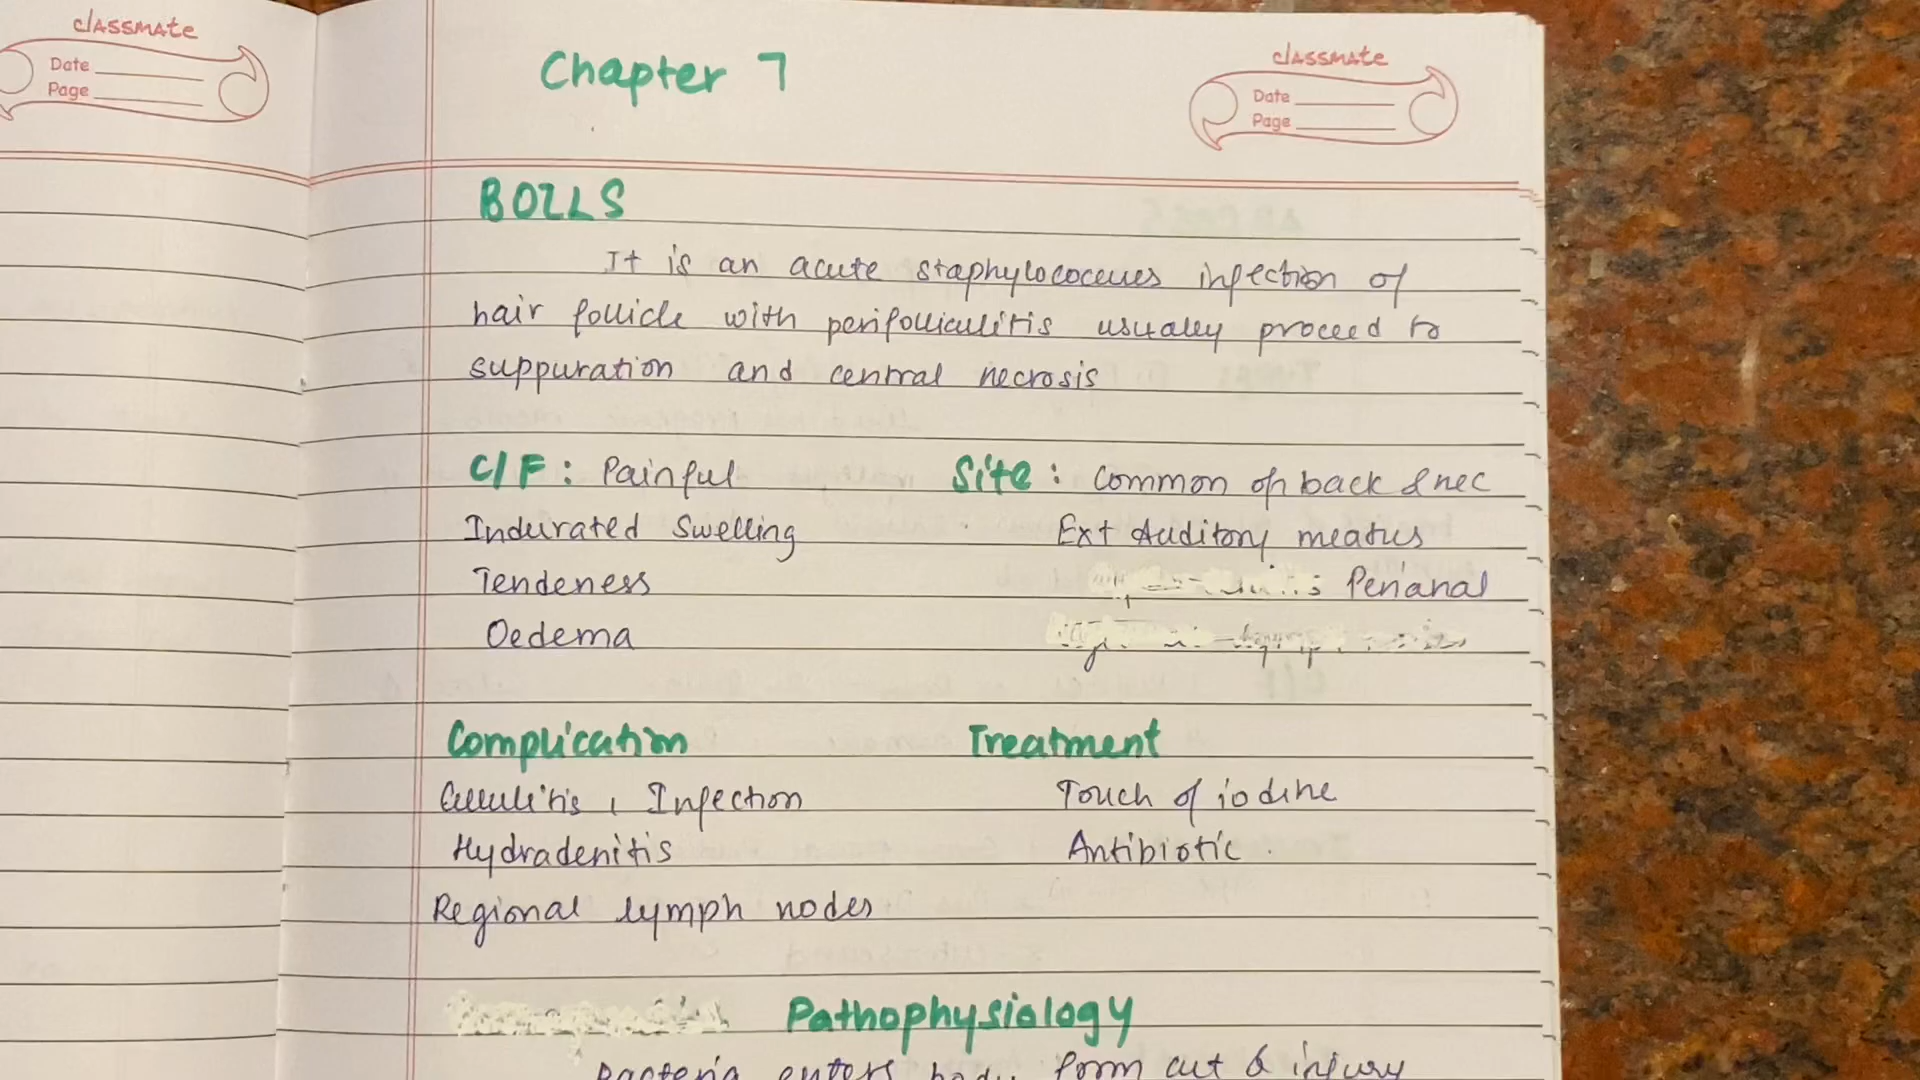 classmate
Date
Page
Chapter 7
classmate
Date
Page
BOILS
It is an acute staphylococcus infection of
hair follicle with perifolliculitis usually proceed to
suppuration and central necrosis
C/F : Painful
Site : Common on back & nec
Indurated Swelling
Ext Auditory meatus
Tendeness
Perianal
Oedema
Complication
Treatment
Cellulitis , Infection
Touch of iodine
Hydradenitis
Antibiotic .
Regional lymph nodes
Pathophysiology
Bacteria enters body form cut & injury